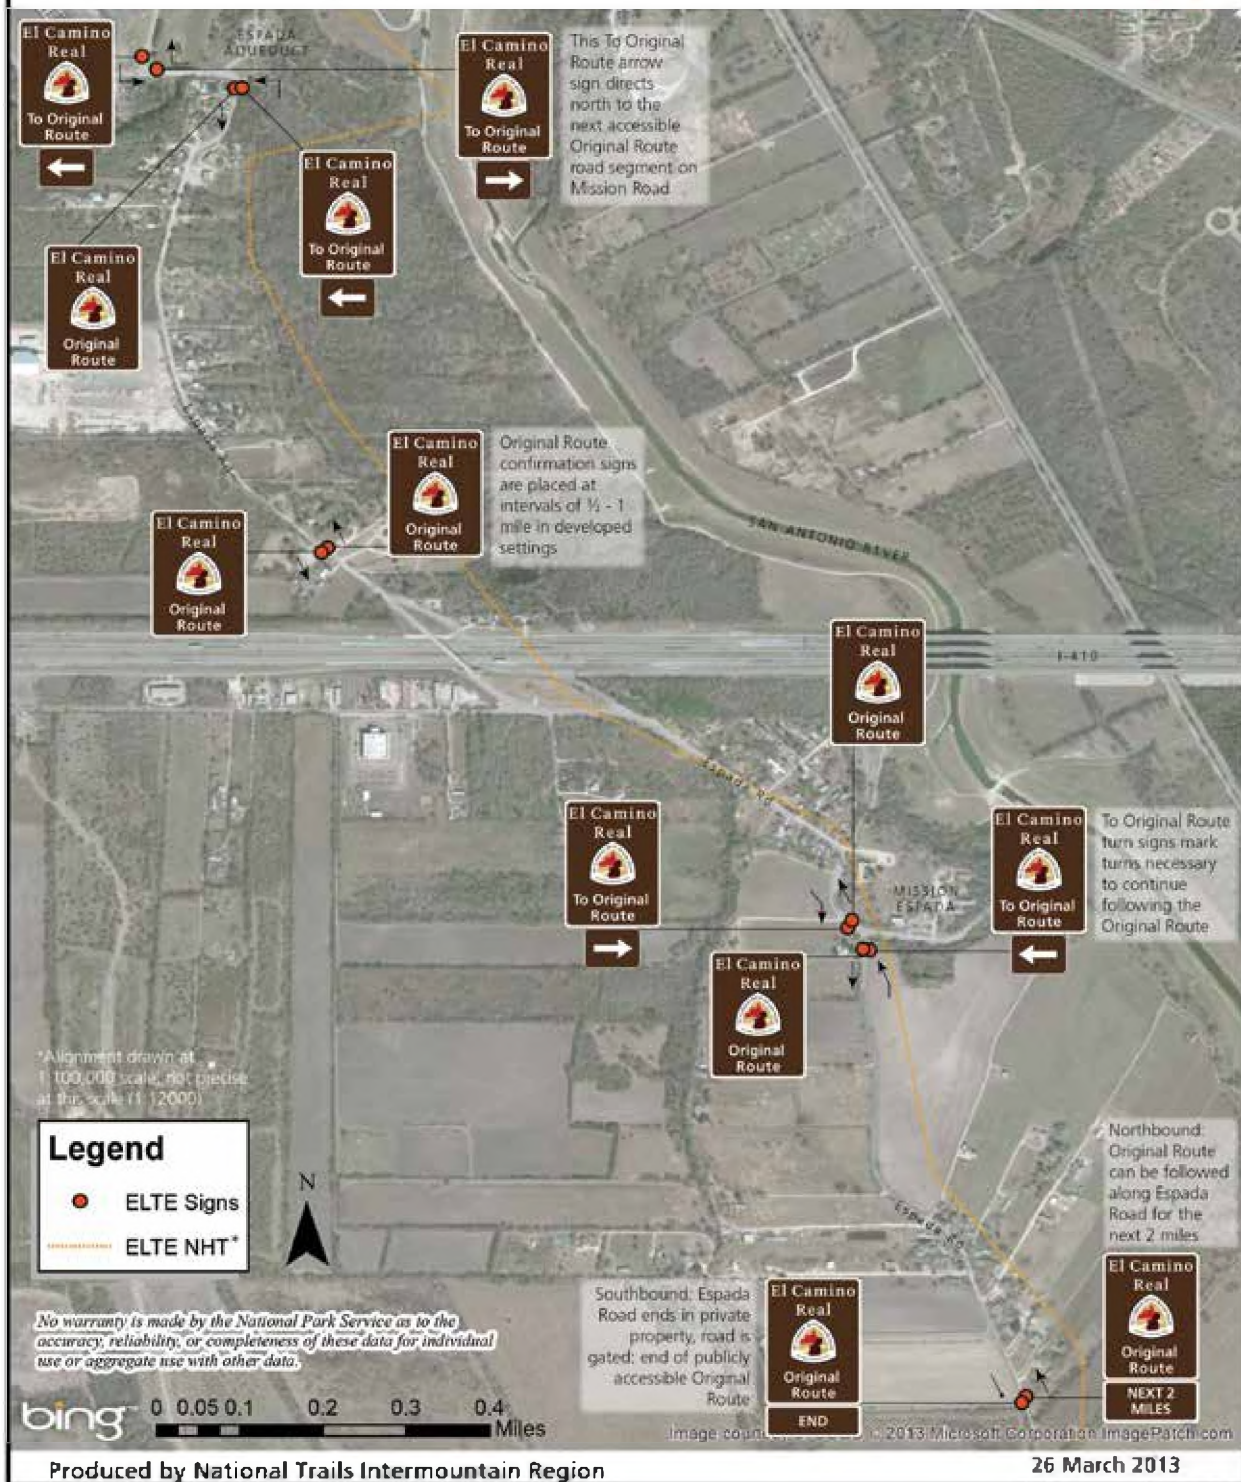 El Camino
Real
To Original
Route
ESPADA
AQUEDUCT
El Camino
Real
To Original
Route
This To Original
Route arrow
sign directs
north to the
next accessible
Original Route
road segment on
Mission Road
El Camino
Real
To Original
Route
El Camino
Real
Original
Route
Espada Rd
El Camino
Real
Original
Route
Original Route
confirmation signs
are placed at
intervals of ½ - 1
mile in developed
settings
El Camino
Real
Original
Route
SAN ANTONIO RIVER
I-410
El Camino
Real
Original
Route
Espada Rd
El Camino
Real
To Original
Route
MISSION
ESPADA
El Camino
Real
To Original
Route
To Original Route
turn signs mark
turns necessary
to continue
following the
Original Route
El Camino
Real
Original
Route
*Alignment drawn at
1:100,000 scale, not precise
at this scale (1:12000)
Legend
ELTE Signs
ELTE NHT*
N
Espada Rd
Northbound:
Original Route
can be followed
along Espada
Road for the
next 2 miles
El Camino
Real
Original
Route
NEXT 2
MILES
Southbound: Espada
Road ends in private
property, road is
gated; end of publicly
accessible Original
Route
El Camino
Real
Original
Route
END
No warranty is made by the National Park Service as to the
accuracy, reliability, or completeness of these data for individual
use or aggregate use with other data.
bing
0 0.05 0.1 0.2 0.3 0.4
Miles
Image © 2013 Microsoft Corporation ImagePatch.com
Produced by National Trails Intermountain Region
26 March 2013